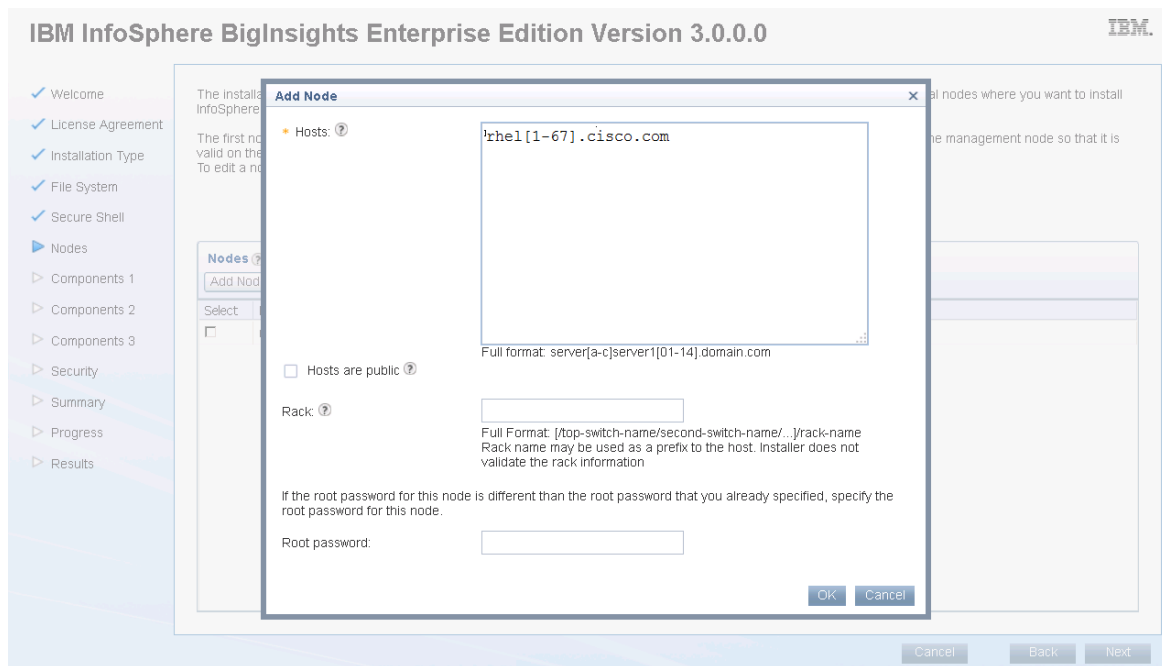 IBM InfoSphere BigInsights Enterprise Edition Version 3.0.0.0
IBM.
Welcome
License Agreement
Installation Type
File System
Secure Shell
Nodes
Components 1
Components 2
Components 3
Security
Summary
Progress
Results
The installa
al nodes where you want to install
InfoSphere
The first no
he management node so that it is
valid on the
To edit a no
Nodes
Add Nod
Select
Add Node
Hosts:
rhel[1-67].cisco.com
Full format: server[a-c]server1[01-14].domain.com
Hosts are public
Rack:
Full Format: [/top-switch-name/second-switch-name/...]/rack-name
Rack name may be used as a prefix to the host. Installer does not
validate the rack information
If the root password for this node is different than the root password that you already specified, specify the
root password for this node.
Root password:
OK Cancel
Cancel Back Next